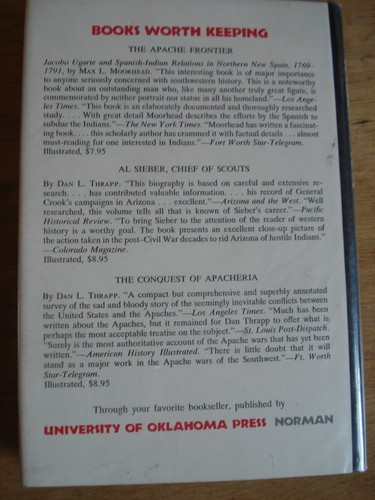 BOOKS WORTH KEEPING
THE APACHE FRONTIER
Jacobo Ugarte and Spanish-Indian Relations in Northern New Spain, 1769–
1791, by MAX L. MOORHEAD. "This interesting book is of major importance
to anyone seriously concerned with southwestern history. This is a noteworthy
book about an outstanding man who, like many another truly great figure, is
commemorated by neither portrait nor statue in all his homeland."—Los Ange-
les Times. "This book is an elaborately documented and thoroughly researched
study. . . . With great detail Moorhead describes the efforts by the Spanish to
subdue the Indians."—The New York Times. "Moorhead has written a fascinat-
ing book. . . . this scholarly author has crammed it with factual details . . . almost
must-reading for one interested in Indians."—Fort Worth Star-Telegram.
Illustrated, $7.95
AL SIEBER, CHIEF OF SCOUTS
By DAN L. THRAPP. "This biography is based on careful and extensive re-
search. . . . has contributed valuable information. . . . his record of General
Crook's campaigns in Arizona . . . excellent."—Arizona and the West. "Well
researched, this volume tells all that is known of Sieber's career."—Pacific
Historical Review. "To bring Sieber to the attention of the reader of western
history is a worthy goal. The book presents an excellent close-up picture of
the action taken in the post–Civil War decades to rid Arizona of hostile Indians."
—Colorado Magazine.
Illustrated, $8.95
THE CONQUEST OF APACHERIA
By DAN L. THRAPP. "A compact but comprehensive and superbly annotated
survey of the sad and bloody story of the seemingly inevitable conflicts between
the United States and the Apaches."—Los Angeles Times. "Much has been
written about the Apaches, but it remained for Dan Thrapp to offer what is
perhaps the most acceptable treatise on the subject."—St. Louis Post-Dispatch.
"Surely is the most authoritative account of the Apache wars that has yet been
written."—American History Illustrated. "There is little doubt that it will
stand as a major work in the Apache wars of the Southwest."—Ft. Worth
Star-Telegram.
Illustrated, $8.95
Through your favorite bookseller, published by
UNIVERSITY OF OKLAHOMA PRESS NORMAN